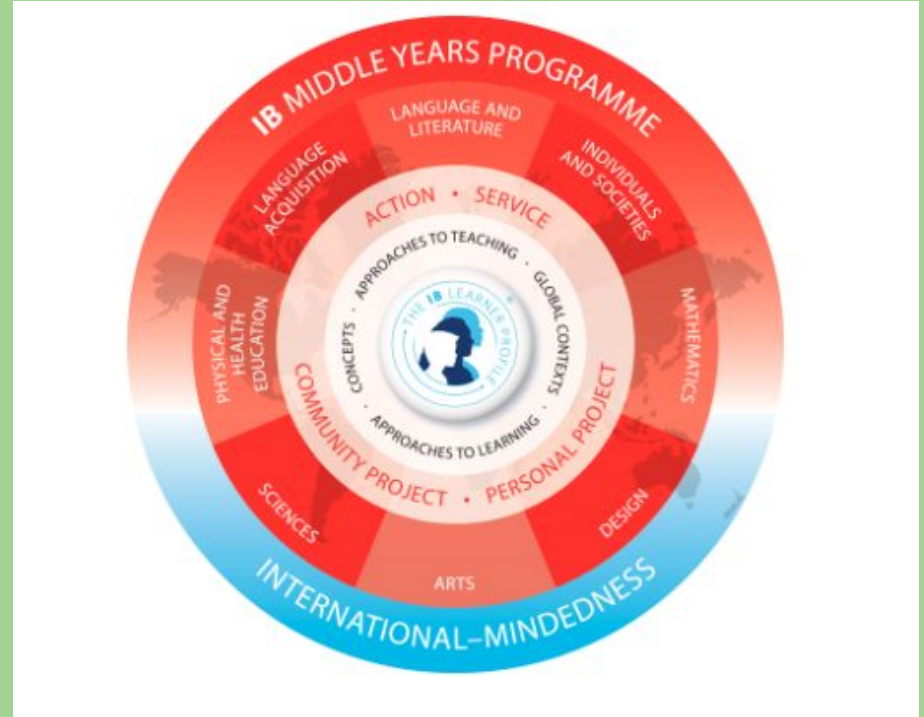 IB MIDDLE YEARS PROGRAMME
LANGUAGE AND
LITERATURE
LANGUAGE
ACQUISITION
INDIVIDUALS
AND SOCIETIES
PHYSICAL AND
HEALTH
EDUCATION
MATHEMATICS
SCIENCES
DESIGN
ARTS
ACTION • SERVICE
COMMUNITY PROJECT • PERSONAL PROJECT
APPROACHES TO TEACHING · GLOBAL CONTEXTS ·
CONCEPTS · APPROACHES TO LEARNING ·
• THE IB LEARNER PROFILE • ®
INTERNATIONAL–MINDEDNESS